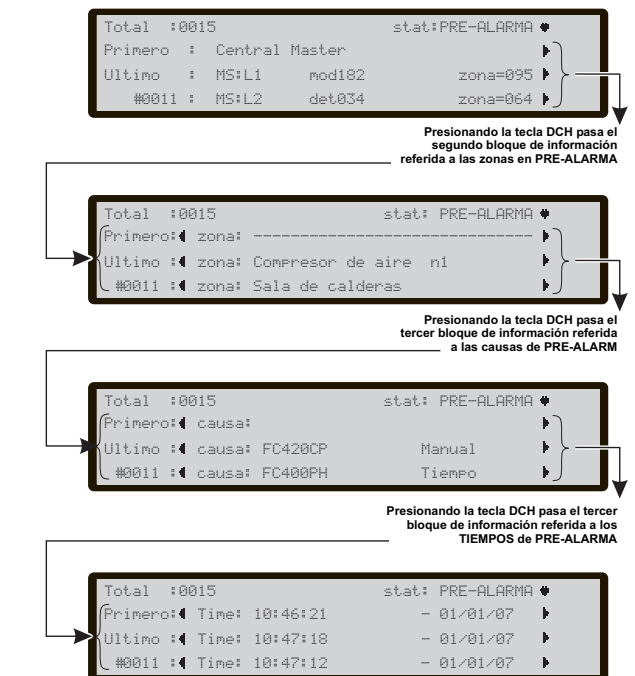 Total :0015 stat:PRE-ALARMA
Primero : Central Master
Ultimo : MS:L1 mod182 zona=095
#0011 : MS:L2 det034 zona=064
Presionando la tecla DCH pasa el
segundo bloque de información
referida a las zonas en PRE-ALARMA
Total :0015 stat: PRE-ALARMA
Primero: zona: ------------------------------
Ultimo : zona: Compresor de aire n1
#0011 : zona: Sala de calderas
Presionando la tecla DCH pasa el
tercer bloque de información referida
a las causas de PRE-ALARM
Total :0015 stat: PRE-ALARMA
Primero: causa:
Ultimo : causa: FC420CP Manual
#0011 : causa: FC400PH Tiempo
Presionando la tecla DCH pasa el tercer
bloque de información referida a los
TIEMPOS de PRE-ALARMA
Total :0015 stat: PRE-ALARMA
Primero: Time: 10:46:21 - 01/01/07
Ultimo : Time: 10:47:18 - 01/01/07
#0011 : Time: 10:47:12 - 01/01/07